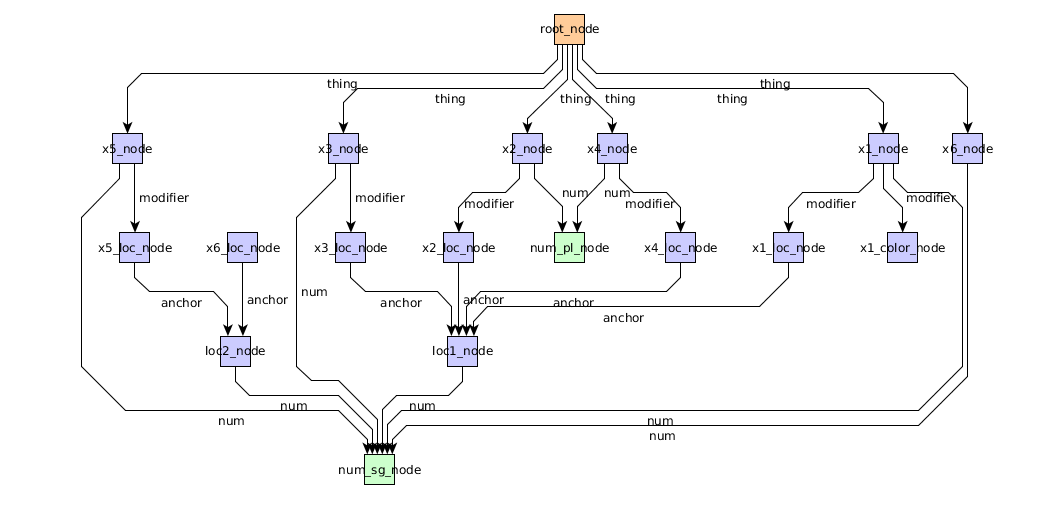 root_node
thing
thing
thing
thing
thing
thing
x5_node
x3_node
x2_node
x4_node
x1_node
x6_node
modifier
modifier
modifier
num
num
modifier
modifier
modifier
x5_loc_node
x6_loc_node
x3_loc_node
x2_loc_node
num_pl_node
x4_loc_node
x1_loc_node
x1_color_node
num
anchor
anchor
anchor
anchor
anchor
anchor
loc2_node
loc1_node
num
num
num
num
num
num_sg_node